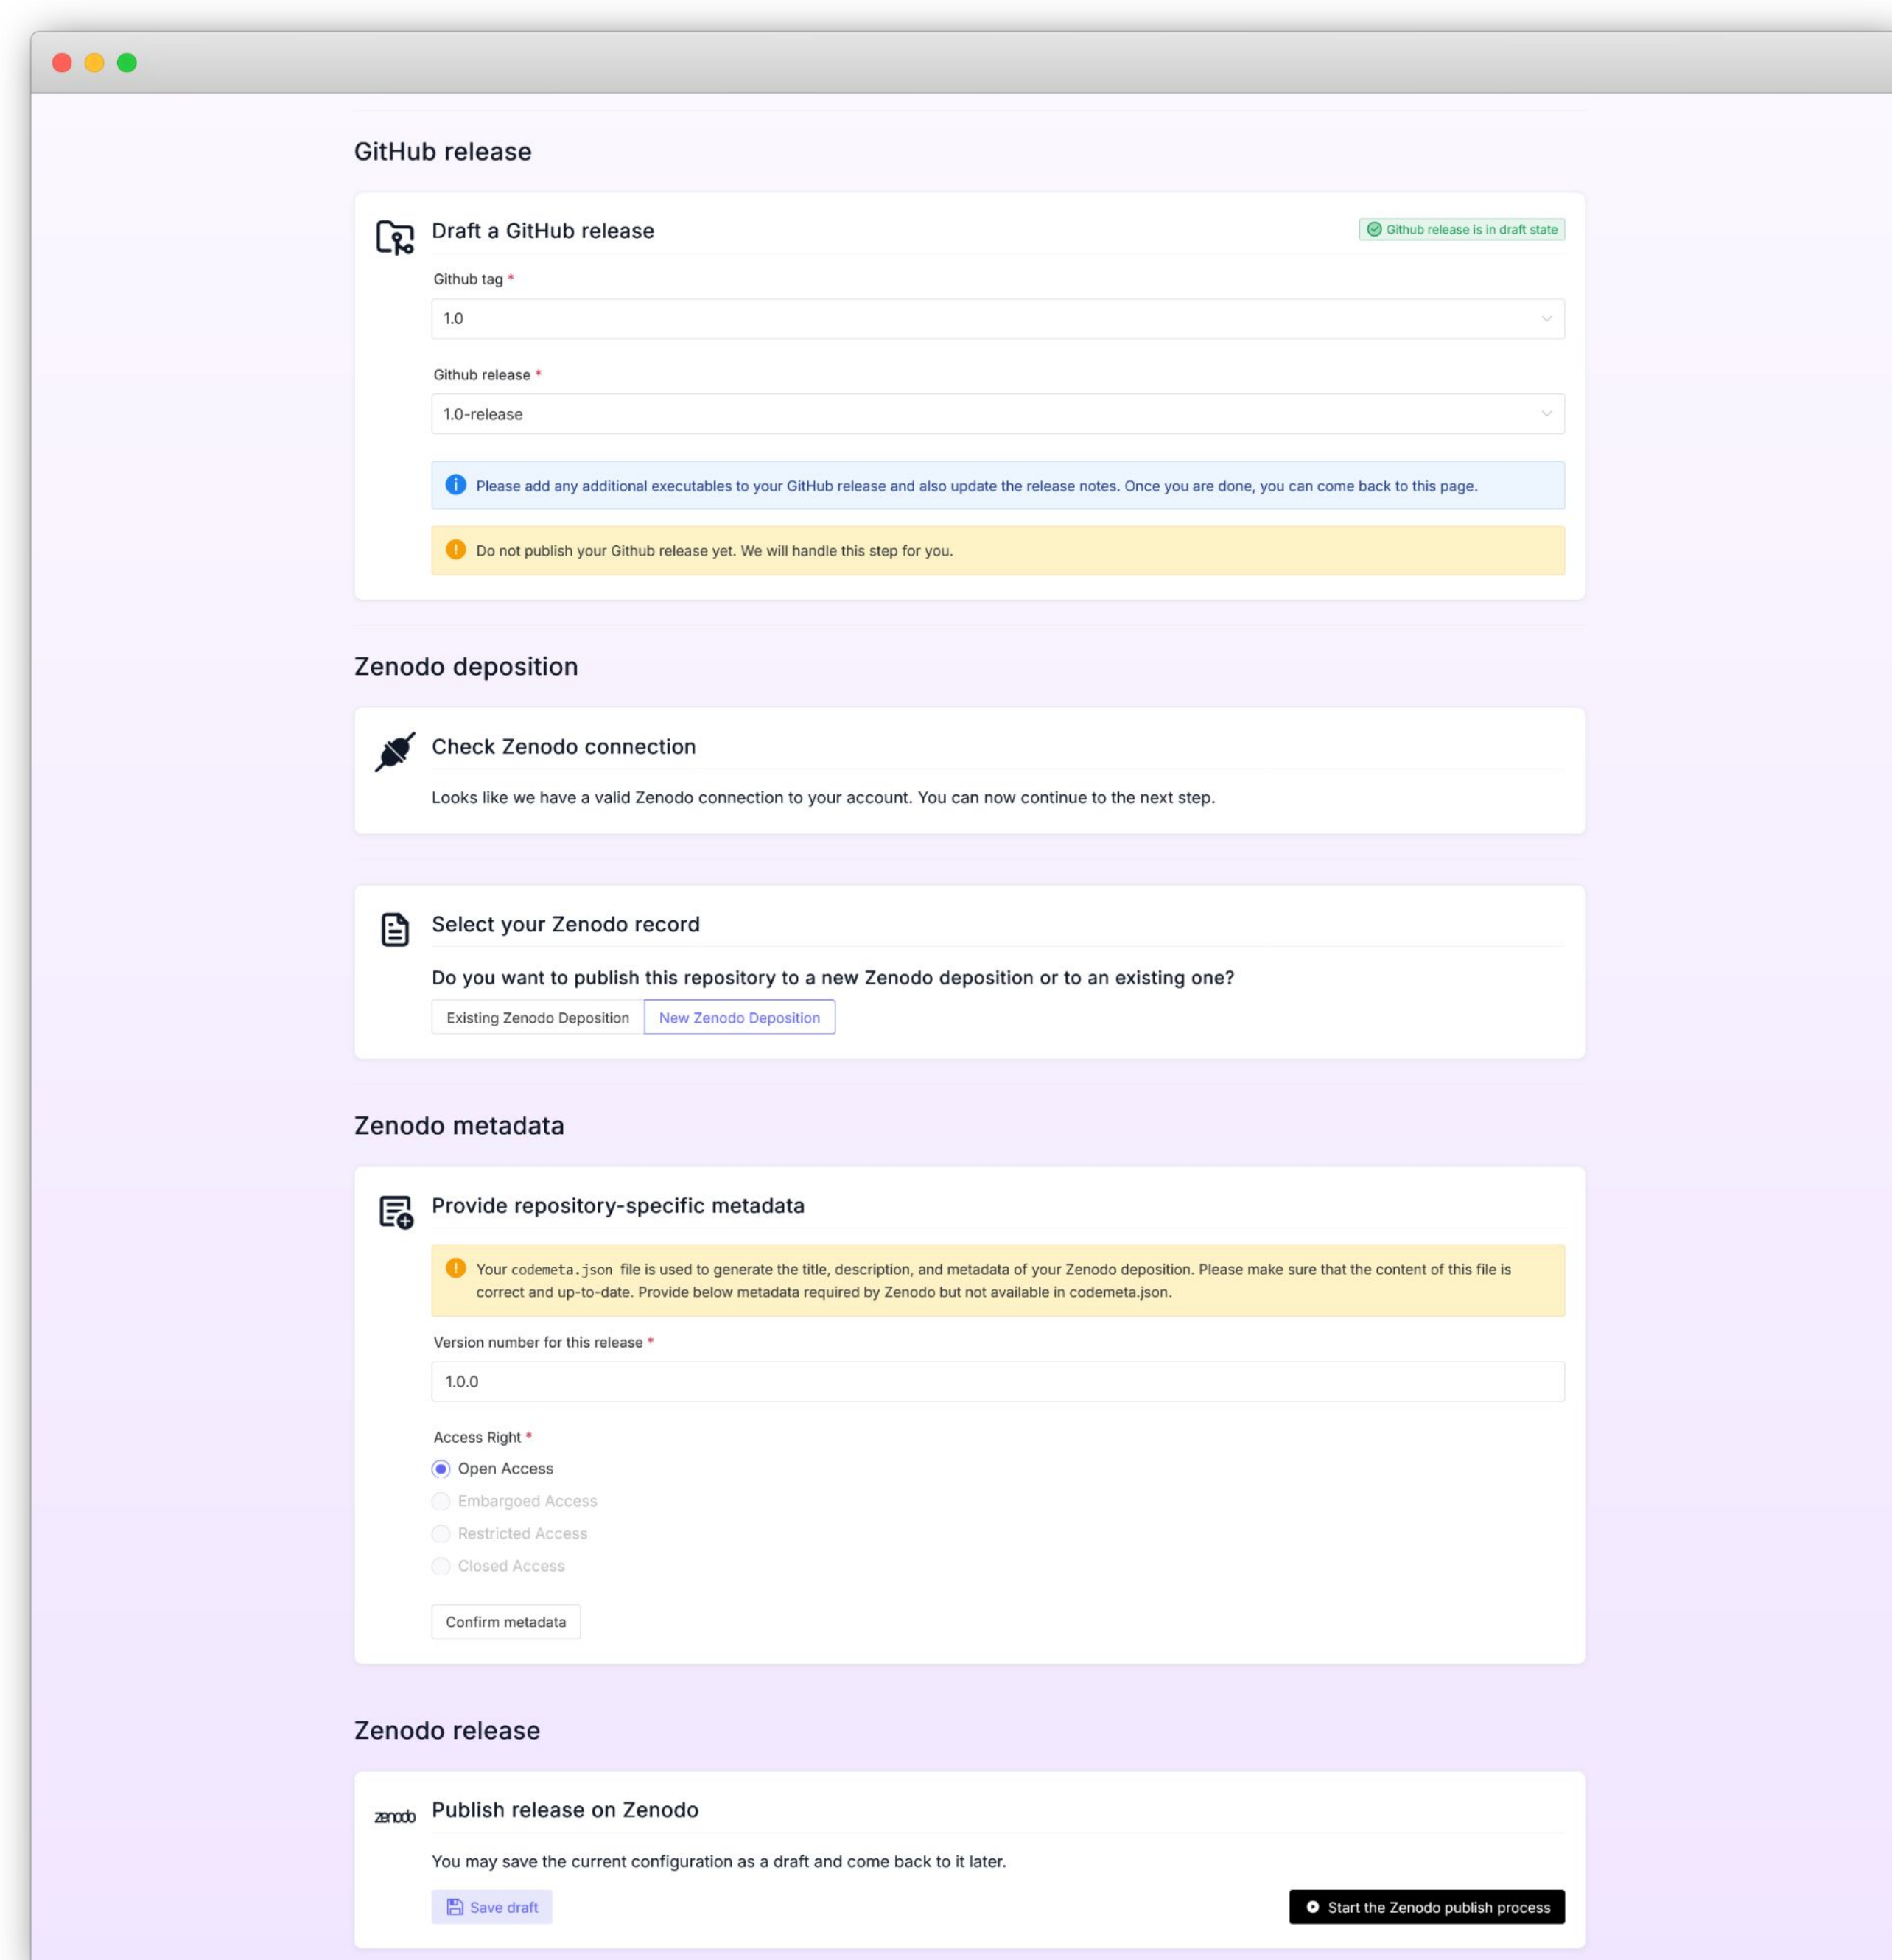 GitHub release
Draft a GitHub release
Github release is in draft state
Github tag *
1.0
Github release *
1.0-release
Please add any additional executables to your GitHub release and also update the release notes. Once you are done, you can come back to this page.
Do not publish your Github release yet. We will handle this step for you.
Zenodo deposition
Check Zenodo connection
Looks like we have a valid Zenodo connection to your account. You can now continue to the next step.
Select your Zenodo record
Do you want to publish this repository to a new Zenodo deposition or to an existing one?
Existing Zenodo Deposition
New Zenodo Deposition
Zenodo metadata
Provide repository-specific metadata
Your codemeta.json file is used to generate the title, description, and metadata of your Zenodo deposition. Please make sure that the content of this file is
correct and up-to-date. Provide below metadata required by Zenodo but not available in codemeta.json.
Version number for this release *
1.0.0
Access Right *
Open Access
Embargoed Access
Restricted Access
Closed Access
Confirm metadata
Zenodo release
zenodo
Publish release on Zenodo
You may save the current configuration as a draft and come back to it later.
Save draft
Start the Zenodo publish process